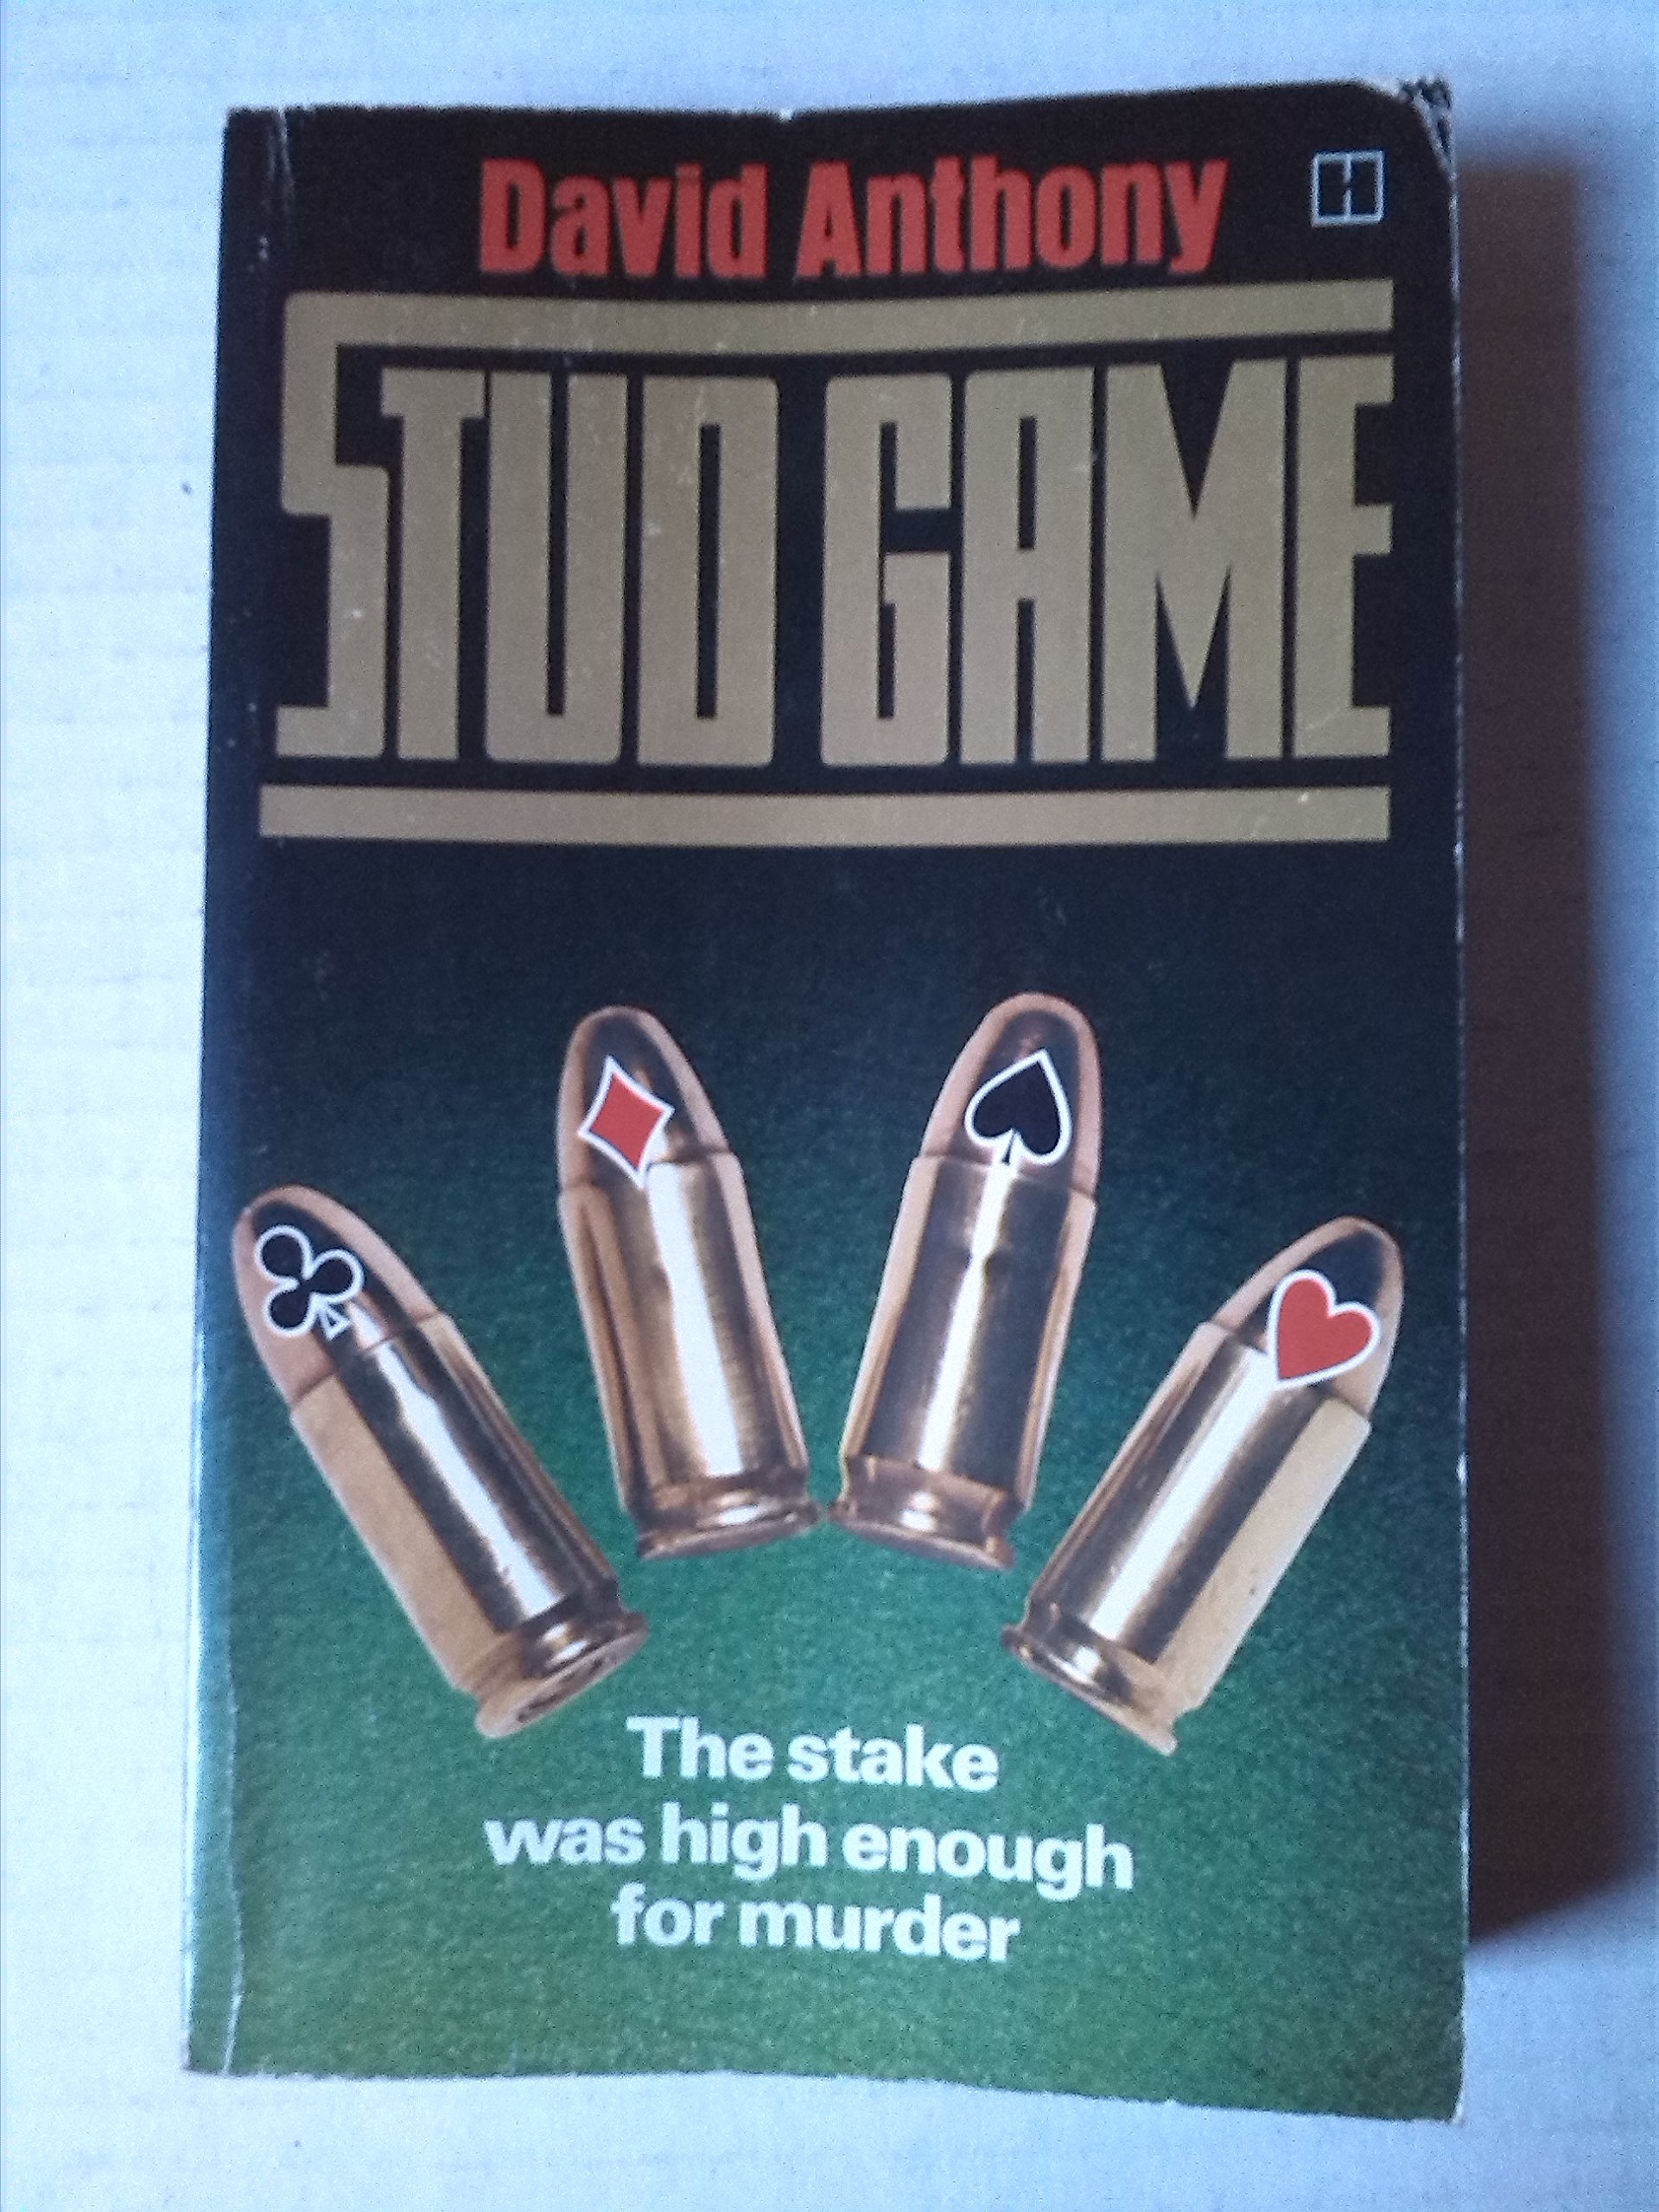 David Anthony
STUD GAME
The stake
was high enough
for murder